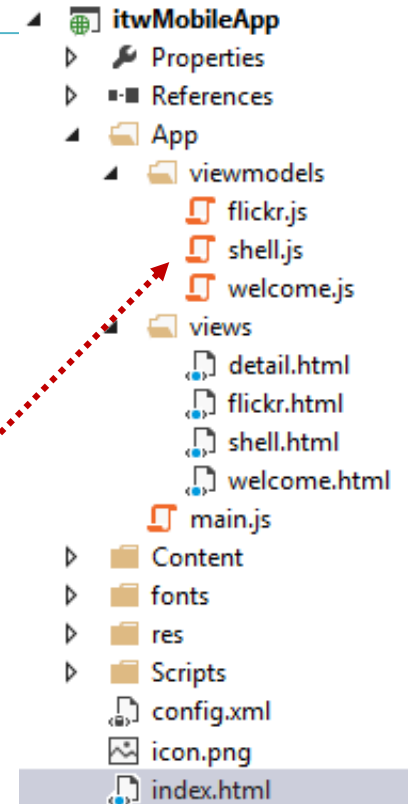 itwMobileApp
Properties
References
App
viewmodels
flickr.js
shell.js
welcome.js
views
detail.html
flickr.html
shell.html
welcome.html
main.js
Content
fonts
res
Scripts
config.xml
icon.png
index.html